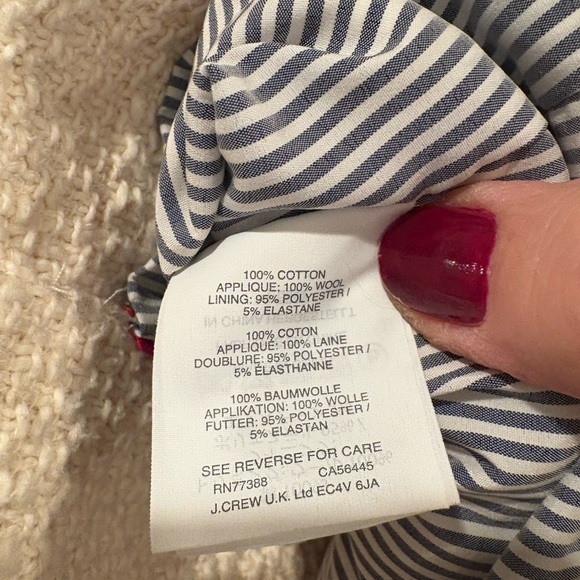 100% COTTON
APPLIQUE: 100% WOOL
LINING: 95% POLYESTER /
5% ELASTANE
100% COTON
APPLIQUÉ: 100% LAINE
DOUBLURE: 95% POLYESTER /
5% ÉLASTHANNE
100% BAUMWOLLE
APPLIKATION: 100% WOLLE
FUTTER: 95% POLYESTER /
5% ELASTAN
SEE REVERSE FOR CARE
RN77388 CA56445
J.CREW U.K. Ltd EC4V 6JA